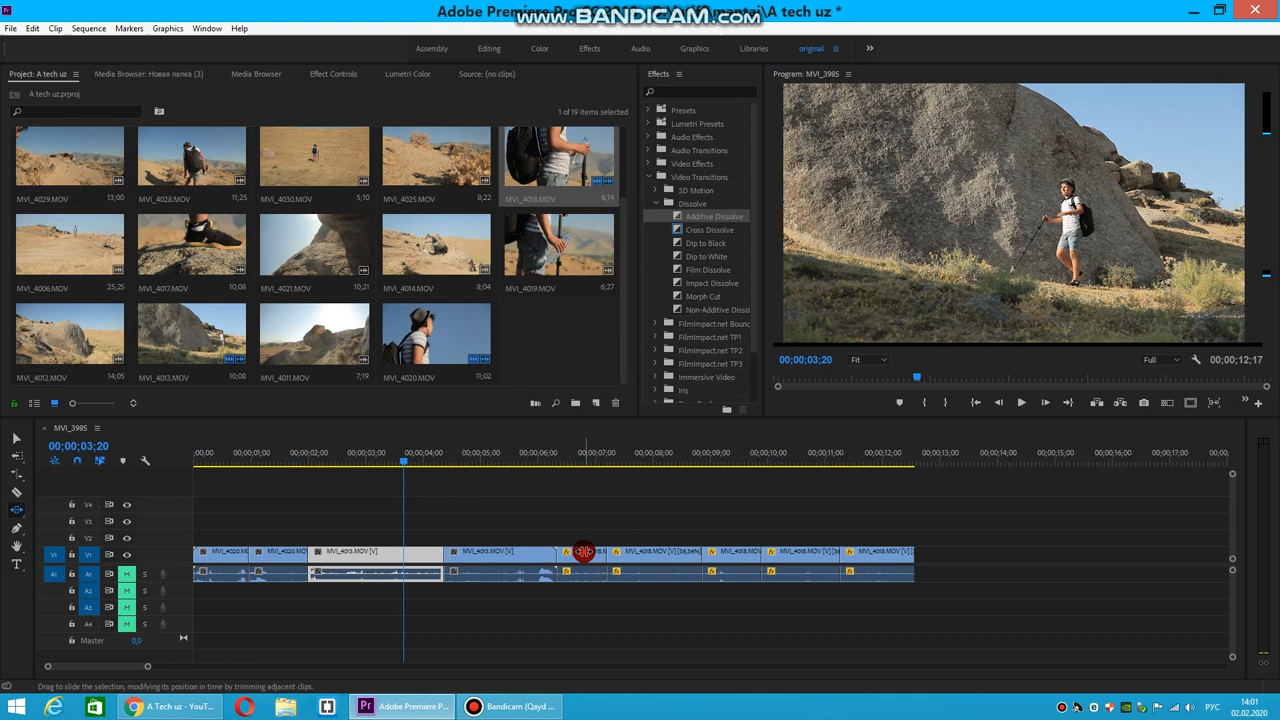 Adobe Premiere Pro
www.BANDICAM.com
A tech uz *
File Edit Clip Sequence Markers Graphics Window Help
Assembly Editing Color Effects Audio Graphics Libraries original
Project: A tech uz Media Browser: Новая папка (3) Media Browser Effect Controls Lumetri Color Source: (no clips)
Effects
Program: MVI_3985
A tech uz.prproj
1 of 19 items selected
Presets
Lumetri Presets
Audio Effects
Audio Transitions
Video Effects
Video Transitions
3D Motion
Dissolve
Additive Dissolve
Cross Dissolve
Dip to Black
Dip to White
Film Dissolve
Impact Dissolve
Morph Cut
Non-Additive Disso
FilmImpact.net Bounc
FilmImpact.net TP1
FilmImpact.net TP2
FilmImpact.net TP3
Immersive Video
Iris
MVI_4029.MOV 13;00 MVI_4028.MOV 11;25 MVI_4030.MOV 5;10 MVI_4025.MOV 8;22 MVI_4018.MOV 6;14
MVI_4006.MOV 25;25 MVI_4017.MOV 10;08 MVI_4021.MOV 10;21 MVI_4014.MOV 8;04 MVI_4019.MOV 6;27
MVI_4012.MOV 14;05 MVI_4013.MOV 10;08 MVI_4011.MOV 7;19 MVI_4020.MOV 11;02
00;00;03;20 Fit Full 00;00;12;17
MVI_3985
00;00;03;20
;00;00 00;00;01;00 00;00;02;00 00;00;03;00 00;00;04;00 00;00;05;00 00;00;06;00 00;00;07;00 00;00;08;00 00;00;09;00 00;00;10;00 00;00;11;00 00;00;12;00 00;00;13;00 00;00;14;00 00;00;15;00 00;00;16;00 00;00;17;00 00;00;
V4
V3
V2
V1 V1 MVI_4020.MO MVI_4020.MO MVI_4013.MOV [V] MVI_4013.MOV [V] MVI_4018.MOV [V] [36,36%] MVI_4018.MOV [V] MVI_4018.MOV [V] [36 MVI_4018.MOV [V] [
A1 A1 M S
A2 M S
A3 M S
A4 M S
Master 0,0
S S
Drag to slide the selection, modifying its position in time by trimming adjacent clips.
A Tech uz - YouT... Adobe Premiere P... Bandicam (Qayd ... РУС 14:01
02.02.2020